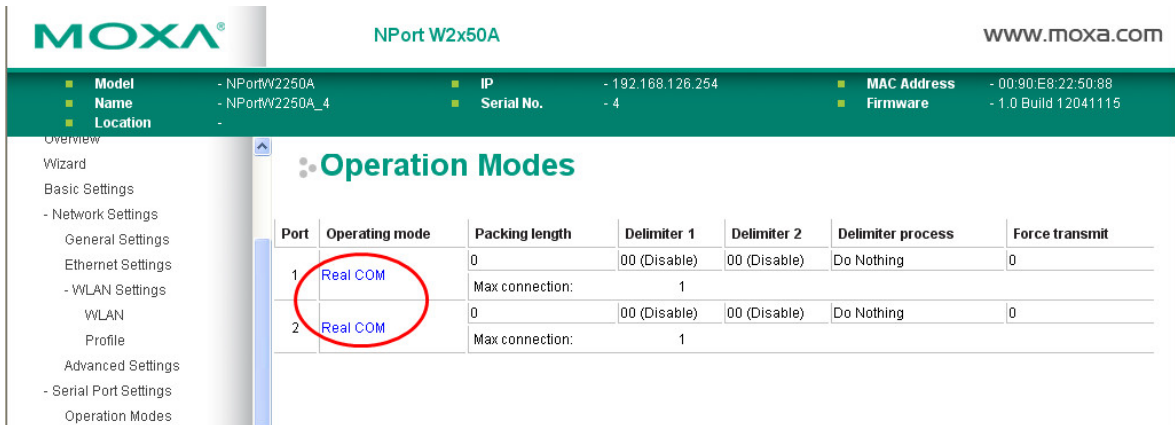 MOXA®
NPort W2x50A
www.moxa.com
Model - NPortW2250A IP - 192.168.126.254 MAC Address - 00:90:E8:22:50:88
Name - NPortW2250A_4 Serial No. - 4 Firmware - 1.0 Build 12041115
Location -
Overview
Wizard
Basic Settings
- Network Settings
General Settings
Ethernet Settings
- WLAN Settings
WLAN
Profile
Advanced Settings
- Serial Port Settings
Operation Modes
Operation Modes
Port Operating mode Packing length Delimiter 1 Delimiter 2 Delimiter process Force transmit
1 Real COM 0 00 (Disable) 00 (Disable) Do Nothing 0
Max connection: 1
2 Real COM 0 00 (Disable) 00 (Disable) Do Nothing 0
Max connection: 1